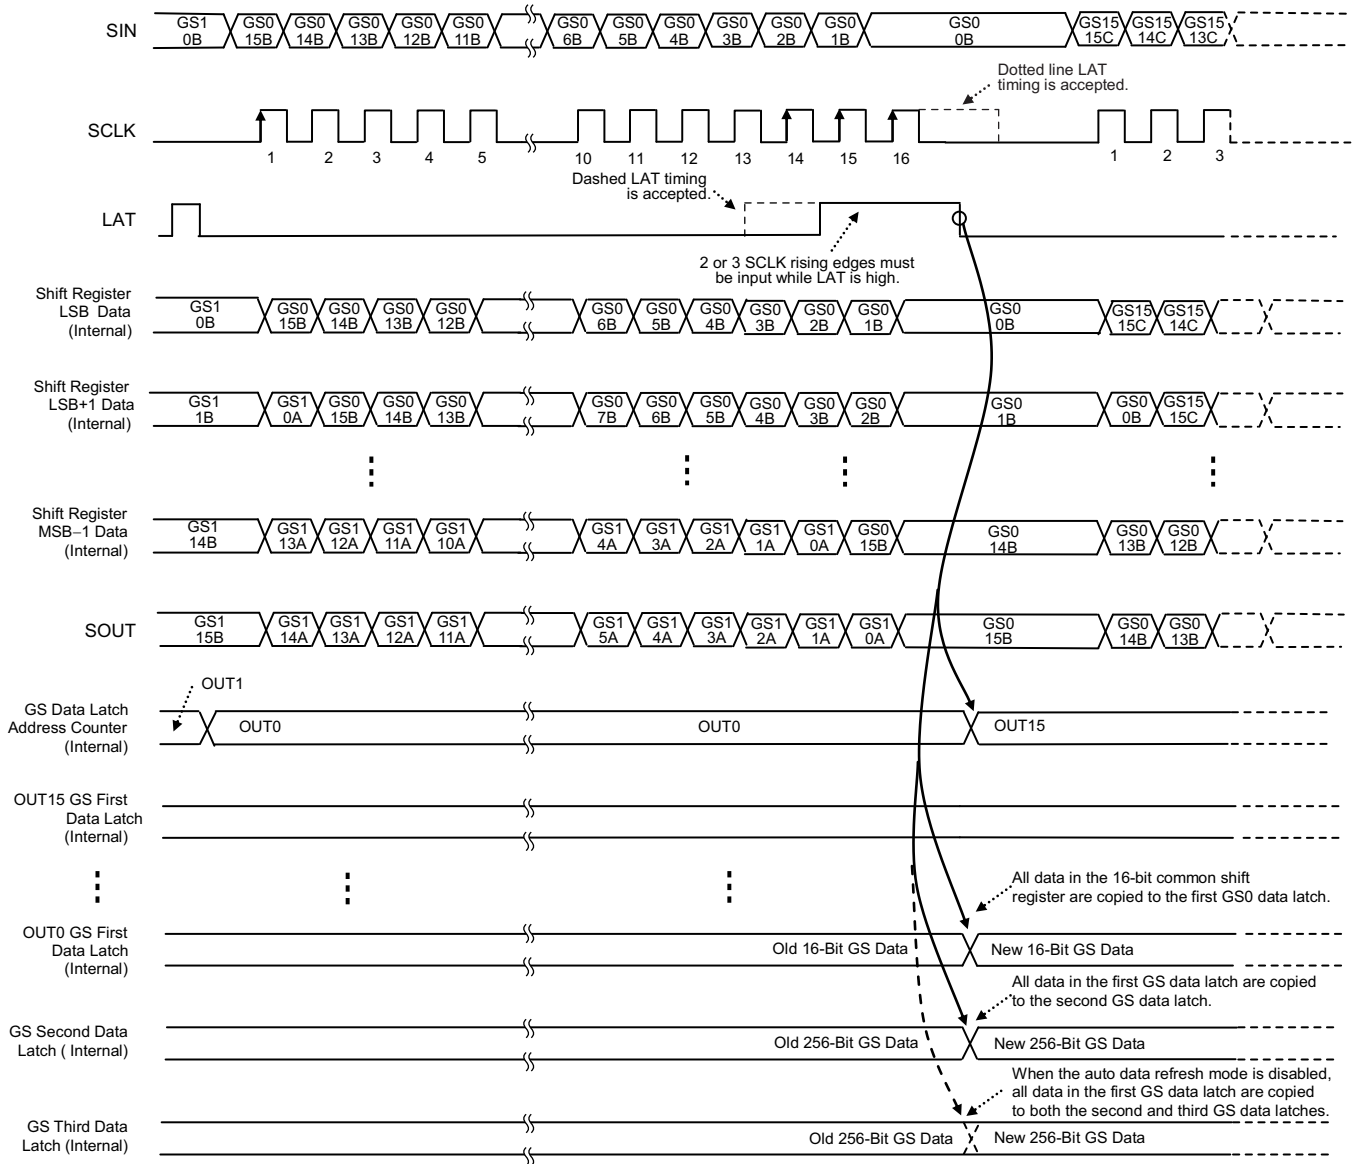 SIN
GS1 GS0 GS0 GS0 GS0 GS0 GS0 GS0 GS0 GS0 GS0 GS0 GS0 GS15 GS15 GS15
0B 15B 14B 13B 12B 11B 6B 5B 4B 3B 2B 1B 0B 15C 14C 13C
Dotted line LAT
timing is accepted.
SCLK
1 2 3 4 5 10 11 12 13 14 15 16 1 2 3
Dashed LAT timing
is accepted.
LAT
2 or 3 SCLK rising edges must
be input while LAT is high.
Shift Register
LSB Data
(Internal)
GS1 GS0 GS0 GS0 GS0 GS0 GS0 GS0 GS0 GS0 GS0 GS0 GS15 GS15
0B 15B 14B 13B 12B 6B 5B 4B 3B 2B 1B 0B 15C 14C
Shift Register
LSB+1 Data
(Internal)
GS1 GS1 GS0 GS0 GS0 GS0 GS0 GS0 GS0 GS0 GS0 GS0 GS0 GS15
1B 0A 15B 14B 13B 7B 6B 5B 4B 3B 2B 1B 0B 15C
Shift Register
MSB−1 Data
(Internal)
GS1 GS1 GS1 GS1 GS1 GS1 GS1 GS1 GS1 GS1 GS0 GS0 GS0 GS0
14B 13A 12A 11A 10A 4A 3A 2A 1A 0A 15B 14B 13B 12B
SOUT
GS1 GS1 GS1 GS1 GS1 GS1 GS1 GS1 GS1 GS1 GS1 GS0 GS0 GS0
15B 14A 13A 12A 11A 5A 4A 3A 2A 1A 0A 15B 14B 13B
OUT1
GS Data Latch
Address Counter
(Internal)
OUT0 OUT0 OUT15
OUT15 GS First
Data Latch
(Internal)
All data in the 16-bit common shift
register are copied to the first GS0 data latch.
OUT0 GS First
Data Latch
(Internal)
Old 16-Bit GS Data New 16-Bit GS Data
All data in the first GS data latch are copied
to the second GS data latch.
GS Second Data
Latch ( Internal)
Old 256-Bit GS Data New 256-Bit GS Data
When the auto data refresh mode is disabled,
all data in the first GS data latch are copied
to both the second and third GS data latches.
GS Third Data
Latch (Internal)
Old 256-Bit GS Data New 256-Bit GS Data